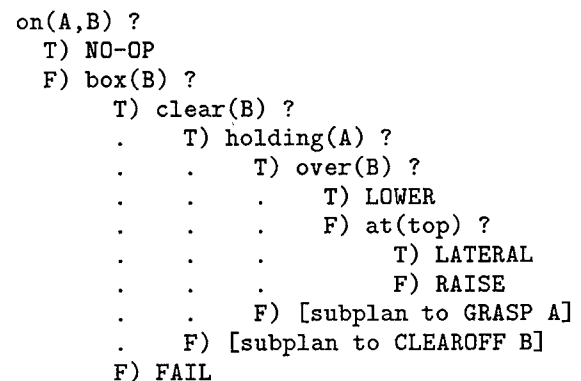 on(A,B) ?
T) NO-OP
F) box(B) ?
T) clear(B) ?
. T) holding(A) ?
. . T) over(B) ?
. . . T) LOWER
. . . F) at(top) ?
. . . T) LATERAL
. . . F) RAISE
. . F) [subplan to GRASP A]
. F) [subplan to CLEAROFF B]
F) FAIL